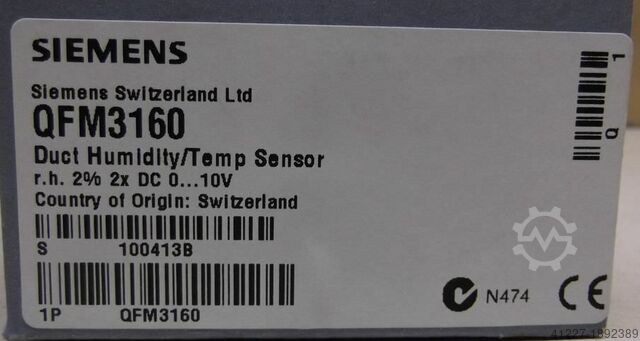 SIEMENS
Siemens Switzerland Ltd
QFM3160
Duct Humidity/Temp Sensor
r.h. 2% 2x DC 0...10V
Country of Origin: Switzerland
S 100413B
1P QFM3160
N474 CE
Q 1
41227-1892389